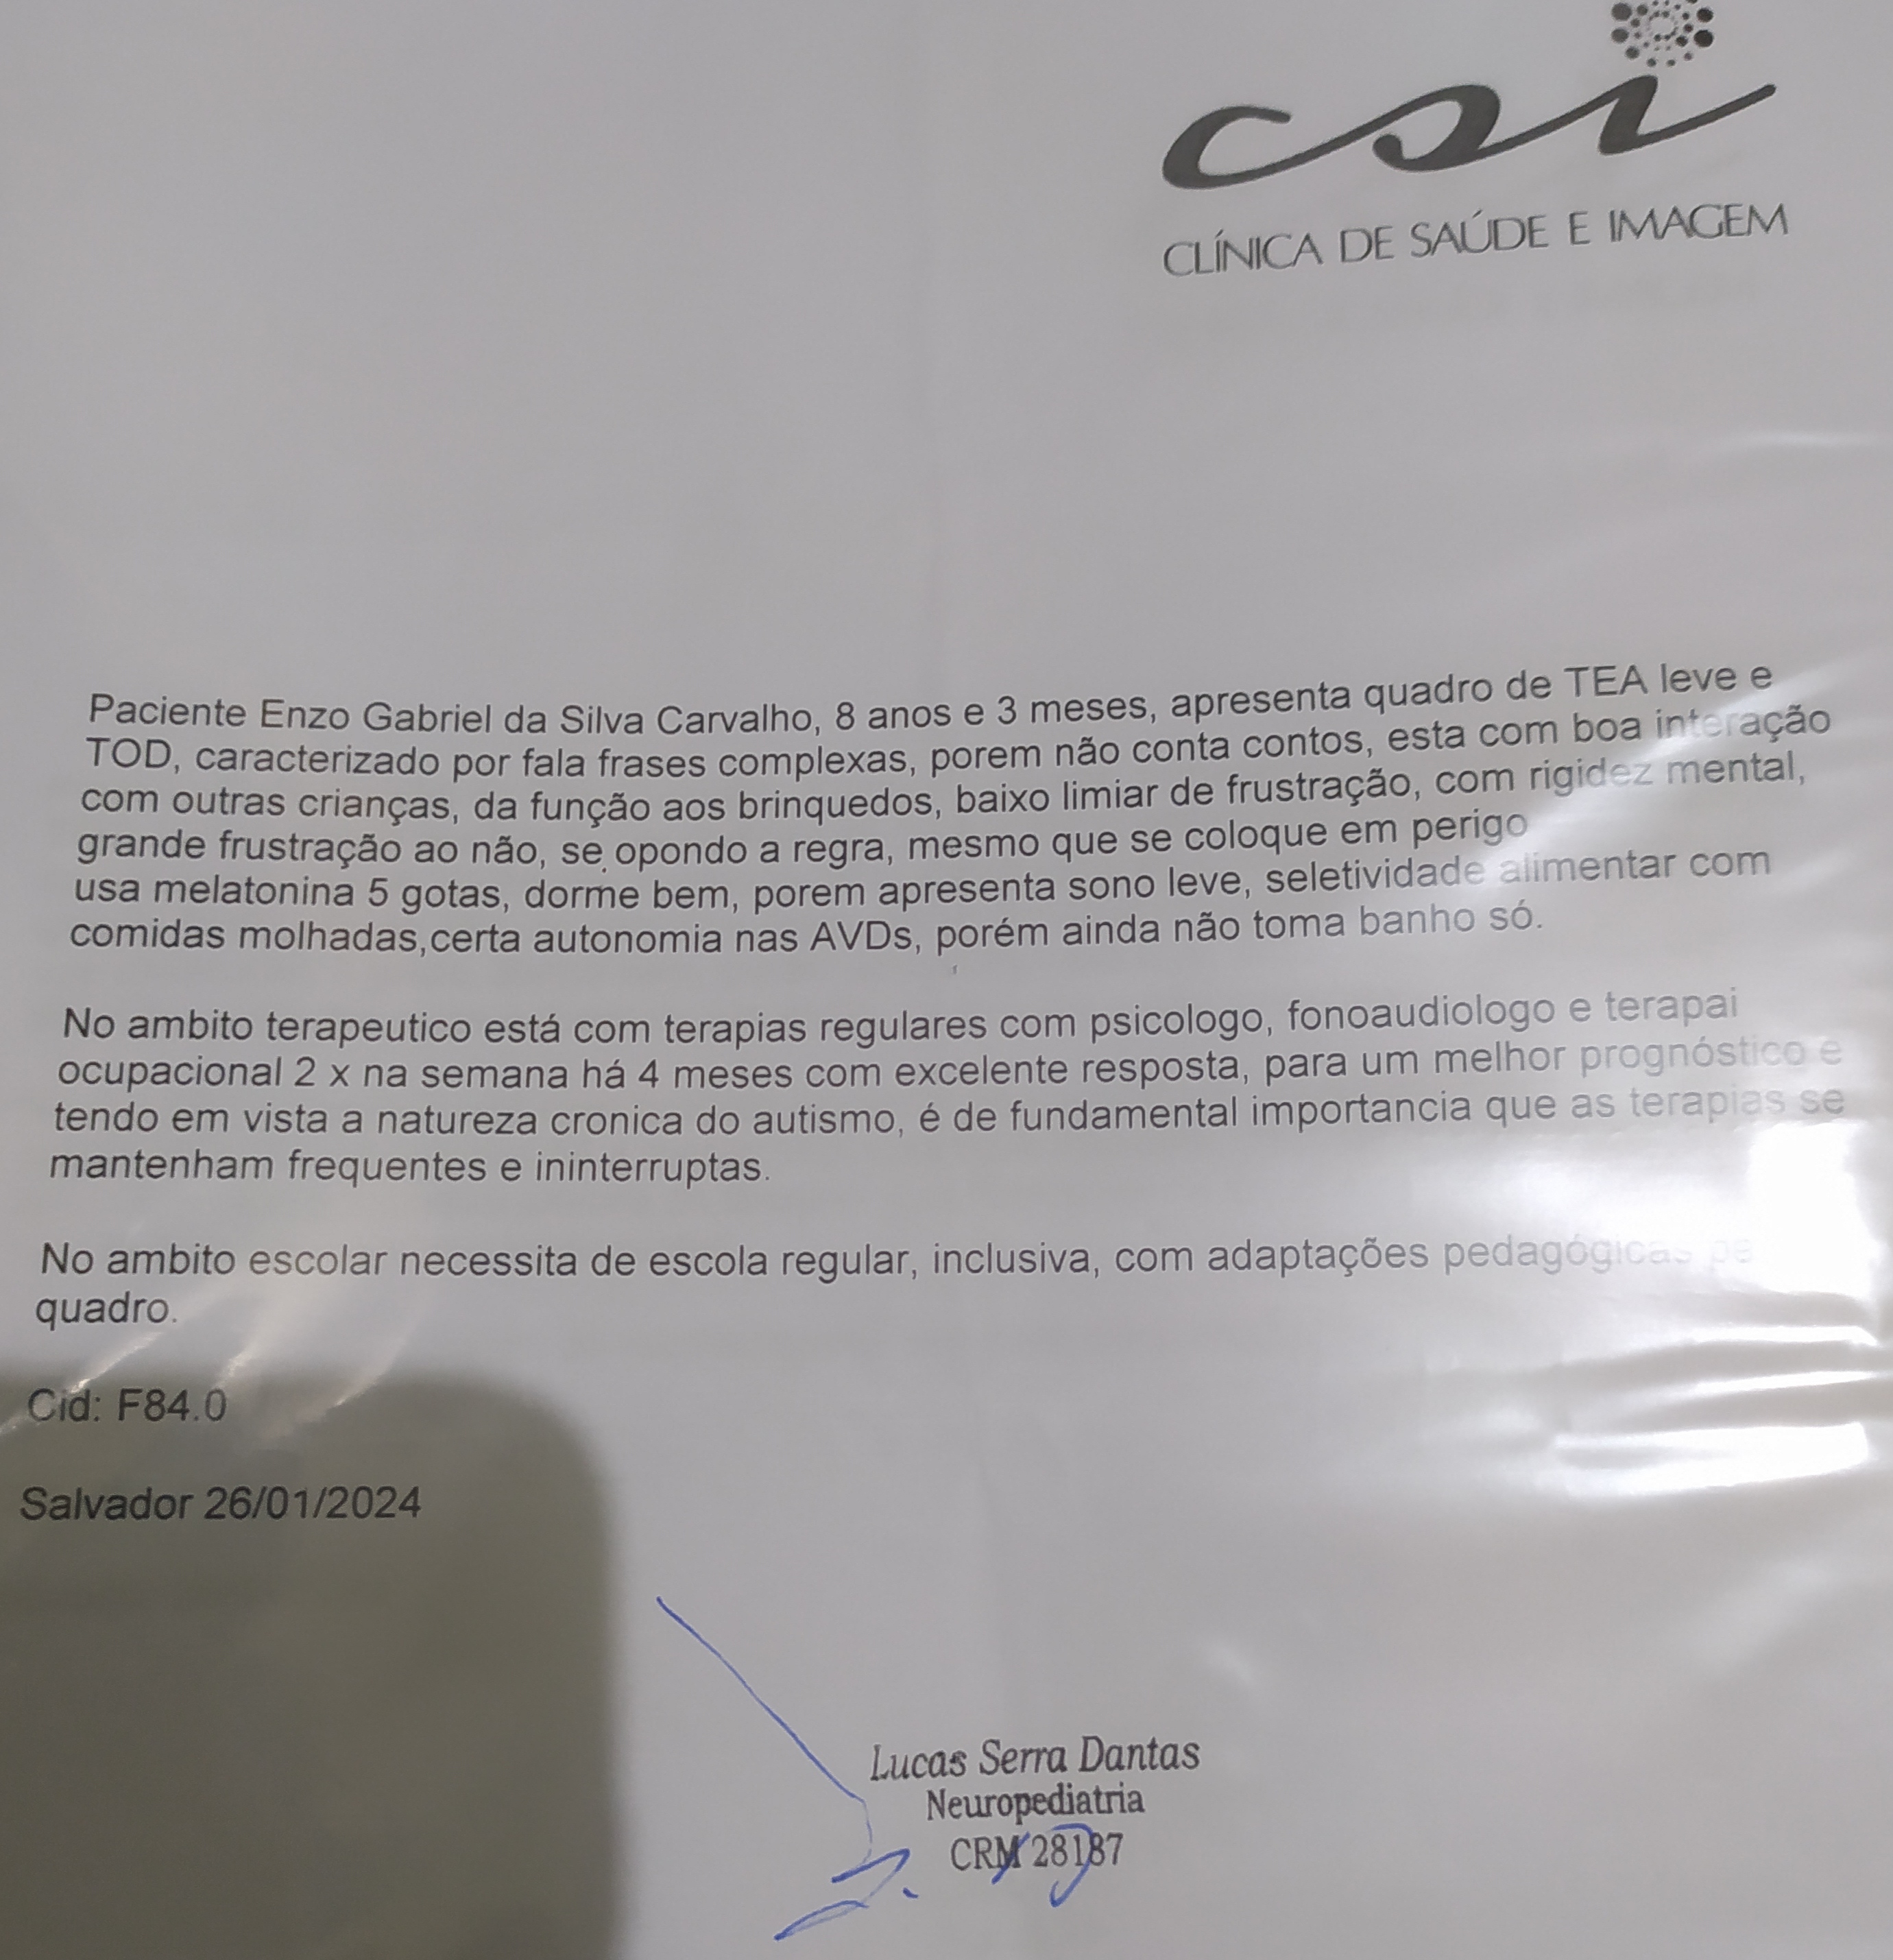 csi
CLÍNICA DE SAÚDE E IMAGEM
Paciente Enzo Gabriel da Silva Carvalho, 8 anos e 3 meses, apresenta quadro de TEA leve e
TOD, caracterizado por fala frases complexas, porem não conta contos, esta com boa interação
com outras crianças, da função aos brinquedos, baixo limiar de frustração, com rigidez mental,
grande frustração ao não, se opondo a regra, mesmo que se coloque em perigo
usa melatonina 5 gotas, dorme bem, porem apresenta sono leve, seletividade alimentar com
comidas molhadas,certa autonomia nas AVDs, porém ainda não toma banho só.
No ambito terapeutico está com terapias regulares com psicologo, fonoaudiologo e terapai
ocupacional 2 x na semana há 4 meses com excelente resposta, para um melhor prognóstico e
tendo em vista a natureza cronica do autismo, é de fundamental importancia que as terapias se
mantenham frequentes e ininterruptas.
No ambito escolar necessita de escola regular, inclusiva, com adaptações pedagógicas
quadro.
Cid: F84.0
Salvador 26/01/2024
Lucas Serra Dantas
Neuropediatria
CRM 28187